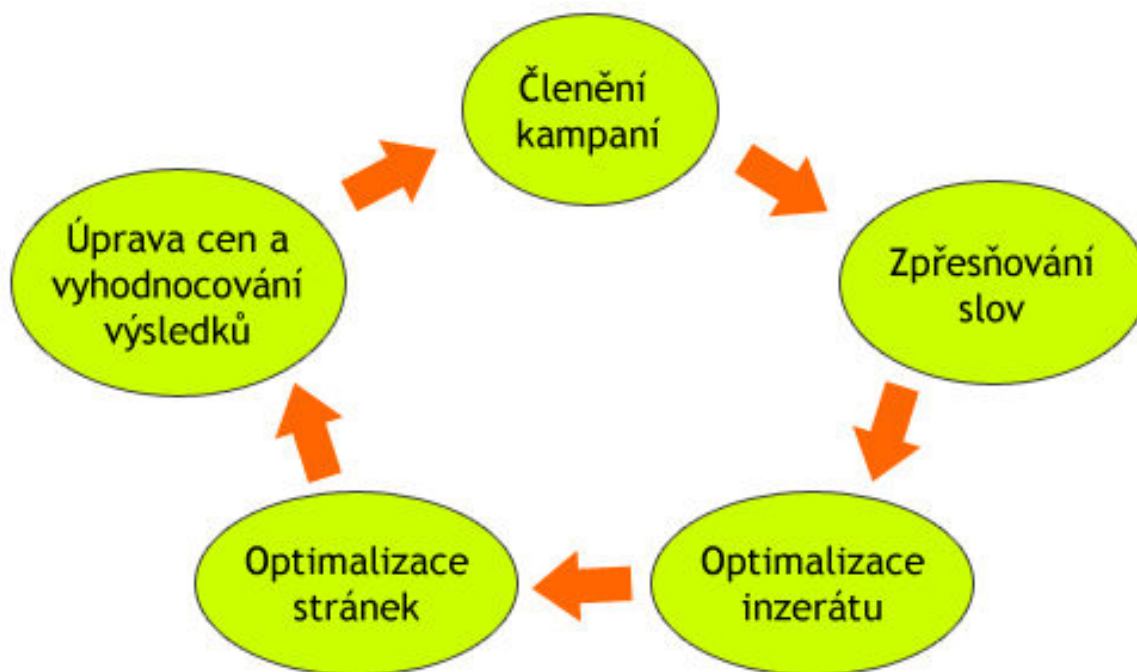 Členění
kampaní
Zpřesňování
slov
Optimalizace
inzerátu
Optimalizace
stránek
Úprava cen a
vyhodnocování
výsledků